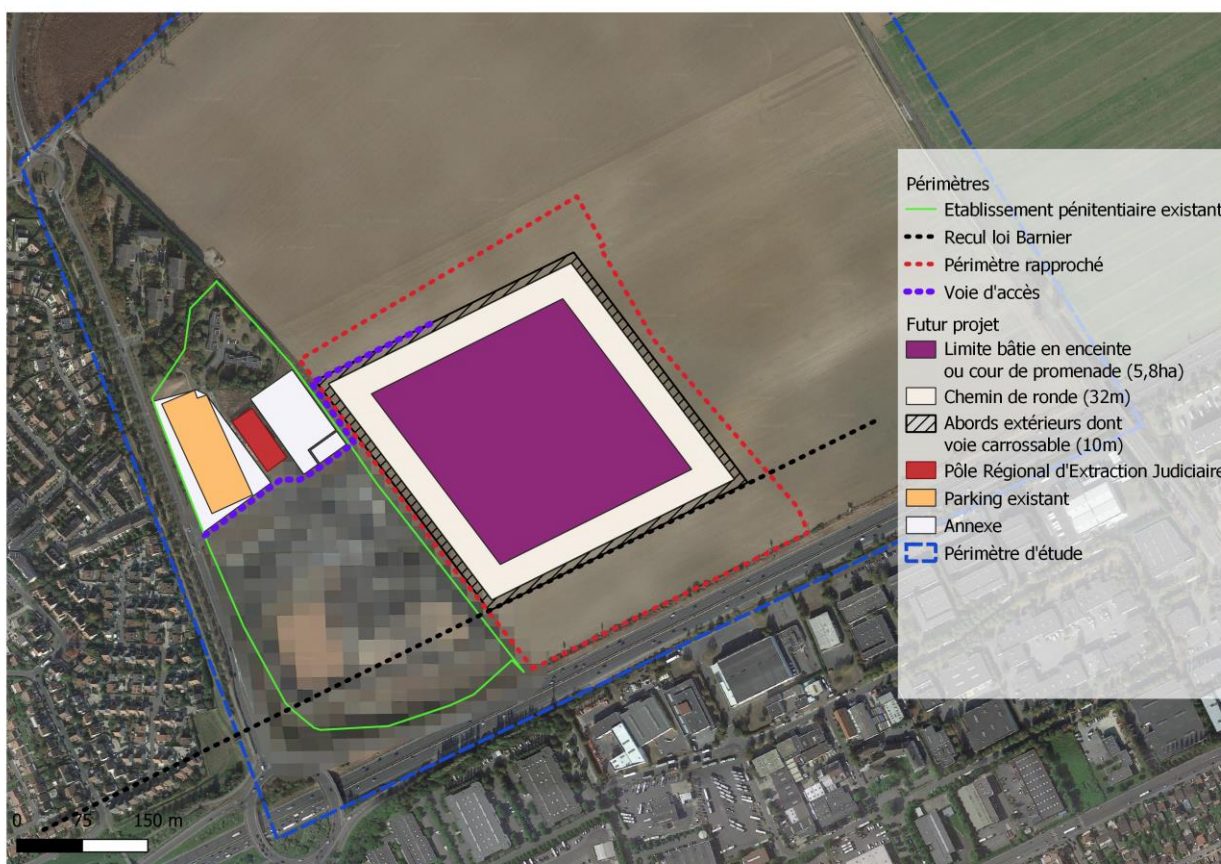 Périmètres
Etablissement pénitentiaire existant
Recul loi Barnier
Périmètre rapproché
Voie d'accès
Futur projet
Limite bâtie en enceinte
ou cour de promenade (5,8ha)
Chemin de ronde (32m)
Abords extérieurs dont
voie carrossable (10m)
Pôle Régional d'Extraction Judiciaire
Parking existant
Annexe
Périmètre d'étude
0 75 150 m